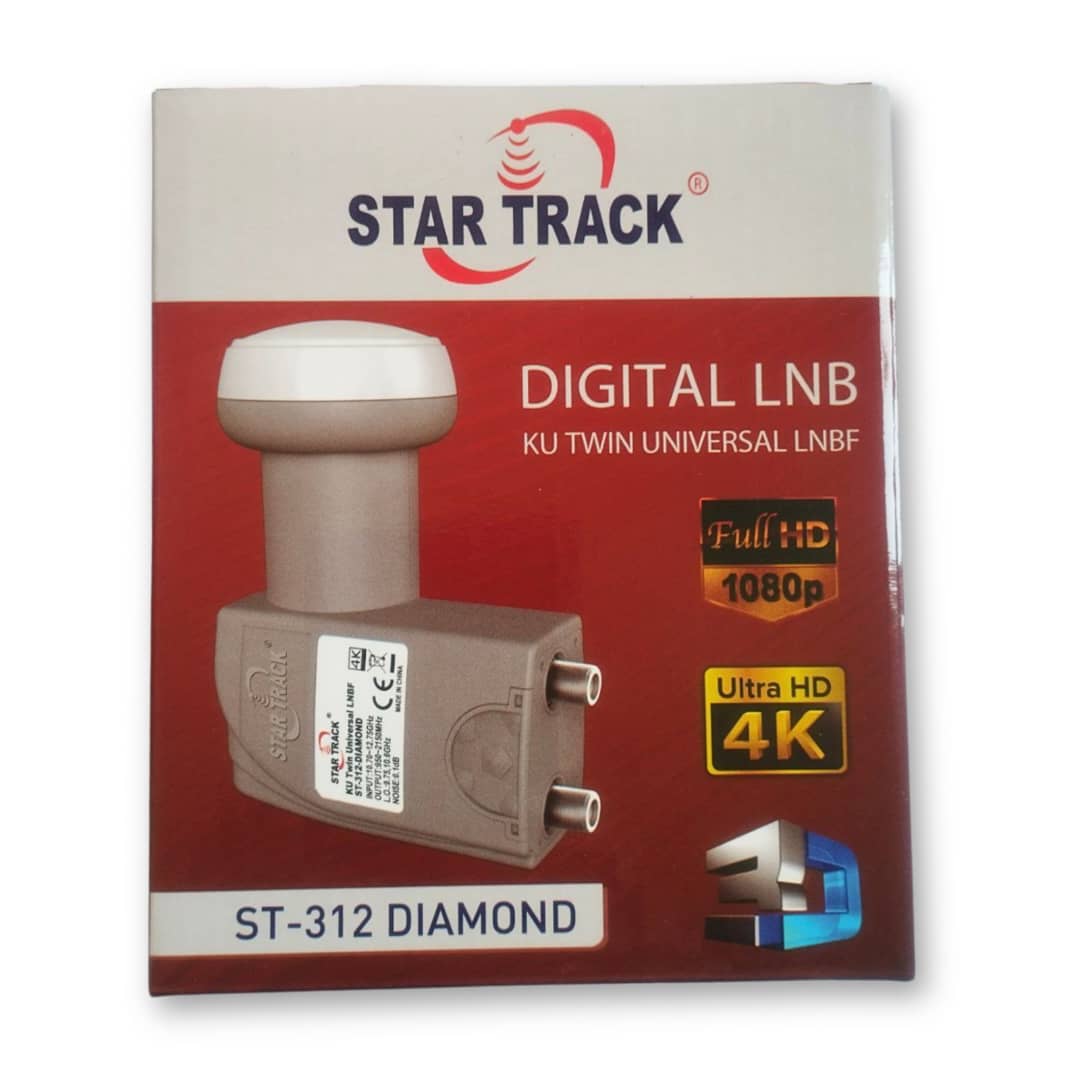 STAR TRACK®
DIGITAL LNB
KU TWIN UNIVERSAL LNBF
Full HD
1080p
Ultra HD
4K
3D
STAR TRACK
STAR TRACK®
KU Twin Universal LNBF
ST-312-DIAMOND
INPUT:10.70~12.75GHz
OUTPUT:950~2150MHz
L.O.:9.75,10.6GHz
NOISE:0.1dB
4K
CE
MADE IN CHINA
ST-312 DIAMOND